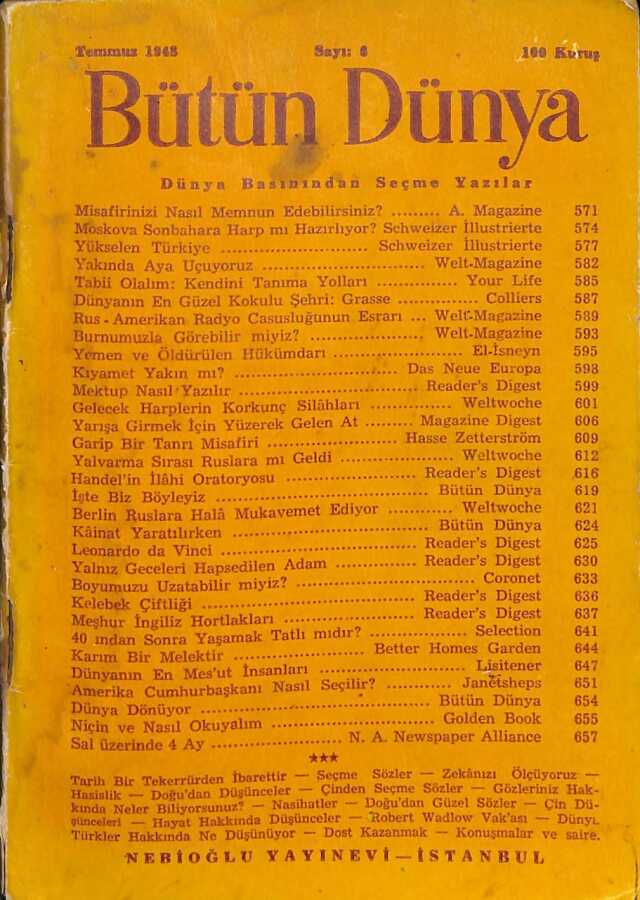 Temmuz 1948 Sayı: 6 100 Kuruş
Bütün Dünya
Dünya Basınından Seçme Yazılar
Misafirinizi Nasıl Memnun Edebilirsiniz? ......... A. Magazine 571
Moskova Sonbahara Harp mı Hazırlıyor? Schweizer İllustrierte 574
Yükselen Türkiye ............................ Schweizer İllustrierte 577
Yakında Aya Uçuyoruz ............................ Welt-Magazine 582
Tabii Olalım: Kendini Tanıma Yolları ................ Your Life 585
Dünyanın En Güzel Kokulu Şehri: Grasse .............. Colliers 587
Rus - Amerikan Radyo Casusluğunun Esrarı ... Welt-Magazine 589
Burnumuzla Görebilir miyiz? .................... Welt-Magazine 593
Yemen ve Öldürülen Hükümdarı ...................... El-İsneyn 595
Kıyamet Yakın mı? ............................ Das Neue Europa 598
Mektup Nasıl Yazılır ............................ Reader's Digest 599
Gelecek Harplerin Korkunç Silâhları .............. Weltwoche 601
Yarışa Girmek İçin Yüzerek Gelen At ........ Magazine Digest 606
Garip Bir Tanrı Misafiri ...................... Hasse Zetterström 609
Yalvarma Sırası Ruslara mı Geldi .................... Weltwoche 612
Handel'in İlâhi Oratoryosu ........................ Reader's Digest 616
İşte Biz Böyleyiz .................................... Bütün Dünya 619
Berlin Ruslara Halâ Mukavemet Ediyor ............ Weltwoche 621
Kâinat Yaratılırken .................................. Bütün Dünya 624
Leonardo da Vinci ................................ Reader's Digest 625
Yalnız Geceleri Hapsedilen Adam .............. Reader's Digest 630
Boyumuzu Uzatabilir miyiz? ............................ Coronet 633
Kelebek Çiftliği .................................. Reader's Digest 636
Meşhur İngiliz Hortlakları ........................ Reader's Digest 637
40 ından Sonra Yaşamak Tatlı mıdır? .................. Selection 641
Karım Bir Melektir ........................ Better Homes Garden 644
Dünyanın En Mes'ut İnsanları .......................... Lisitener 647
Amerika Cumhurbaşkanı Nasıl Seçilir? ............ Janetsheps 651
Dünya Dönüyor ........................................ Bütün Dünya 654
Niçin ve Nasıl Okuyalım ............................ Golden Book 655
Sal üzerinde 4 Ay ...................... N. A. Newspaper Alliance 657
★★★
Tarih Bir Tekerrürden İbarettir — Seçme Sözler — Zekânızı Ölçüyoruz —
Hasislik — Doğu'dan Düşünceler — Çinden Seçme Sözler — Gözleriniz Hak-
kında Neler Biliyorsunuz? — Nasihatler — Doğu'dan Güzel Sözler — Çin Dü-
şünceleri — Hayat Hakkında Düşünceler — Robert Wadlow Vak'ası — Dünya
Türkler Hakkında Ne Düşünüyor — Dost Kazanmak — Konuşmalar ve saire.
NEBİOĞLU YAYINEVİ—İSTANBUL